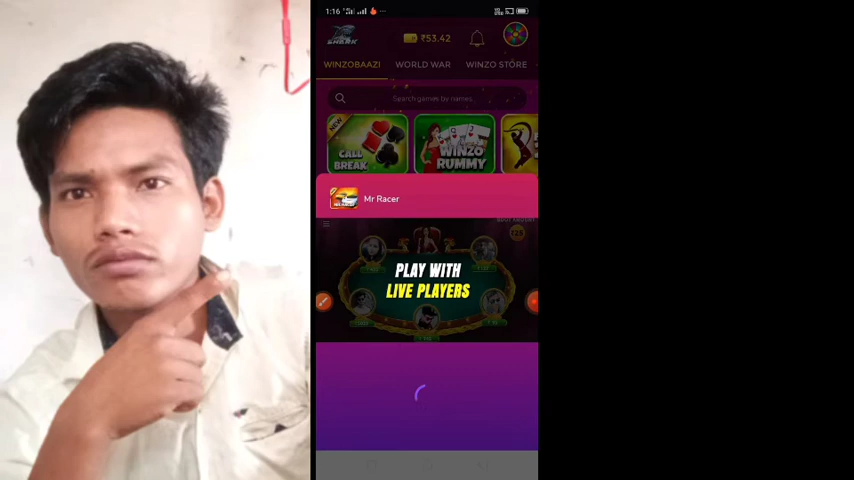 1:16
SHARK
₹53.42
WINZOBAAZI
WORLD WAR
WINZO STORE
Search games by names.
NEW
CALL
BREAK
WINZO
RUMMY
Mr Racer
PLAY WITH
LIVE PLAYERS